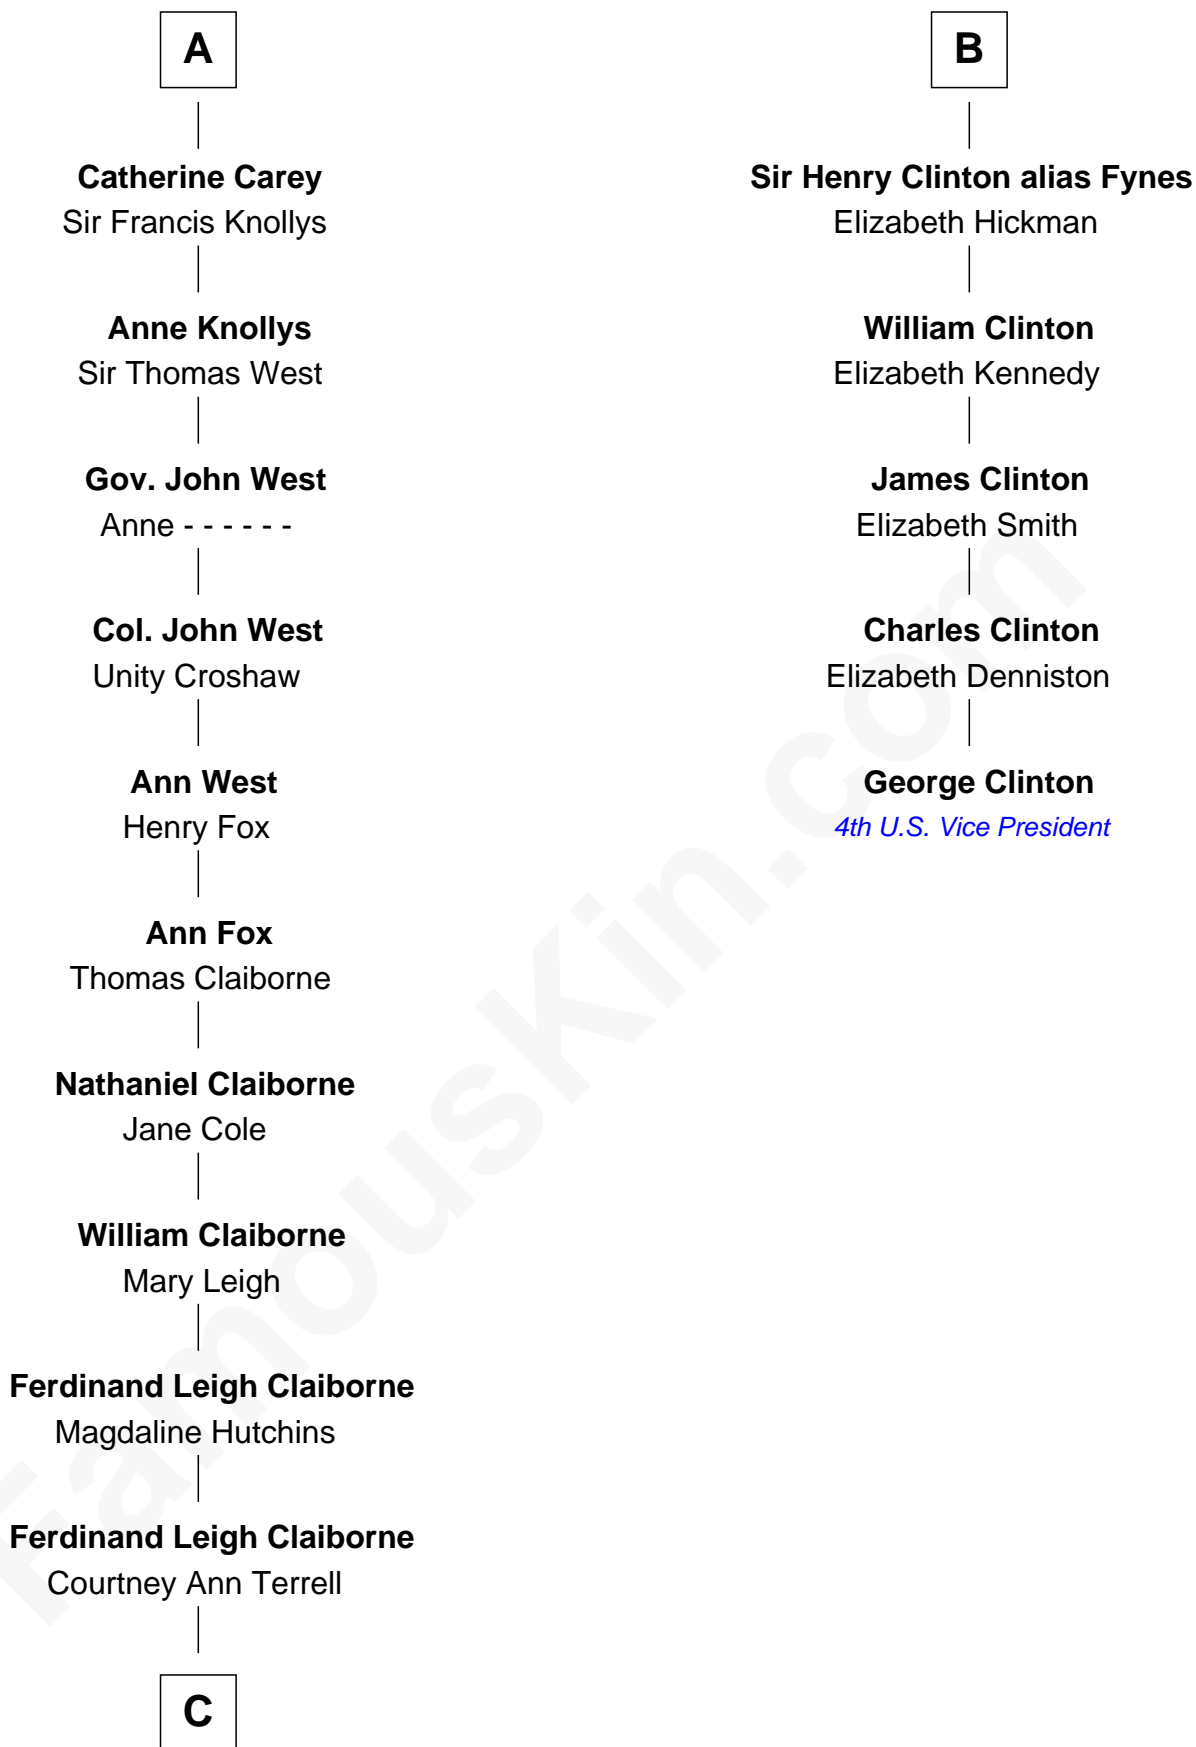 A
Catherine Carey
Sir Francis Knollys
Anne Knollys
Sir Thomas West
Gov. John West
Anne - - - - - -
Col. John West
Unity Croshaw
Ann West
Henry Fox
Ann Fox
Thomas Claiborne
Nathaniel Claiborne
Jane Cole
William Claiborne
Mary Leigh
Ferdinand Leigh Claiborne
Magdaline Hutchins
Ferdinand Leigh Claiborne
Courtney Ann Terrell
C
B
Sir Henry Clinton alias Fynes
Elizabeth Hickman
William Clinton
Elizabeth Kennedy
James Clinton
Elizabeth Smith
Charles Clinton
Elizabeth Denniston
George Clinton
4th U.S. Vice President
FamousKin.com